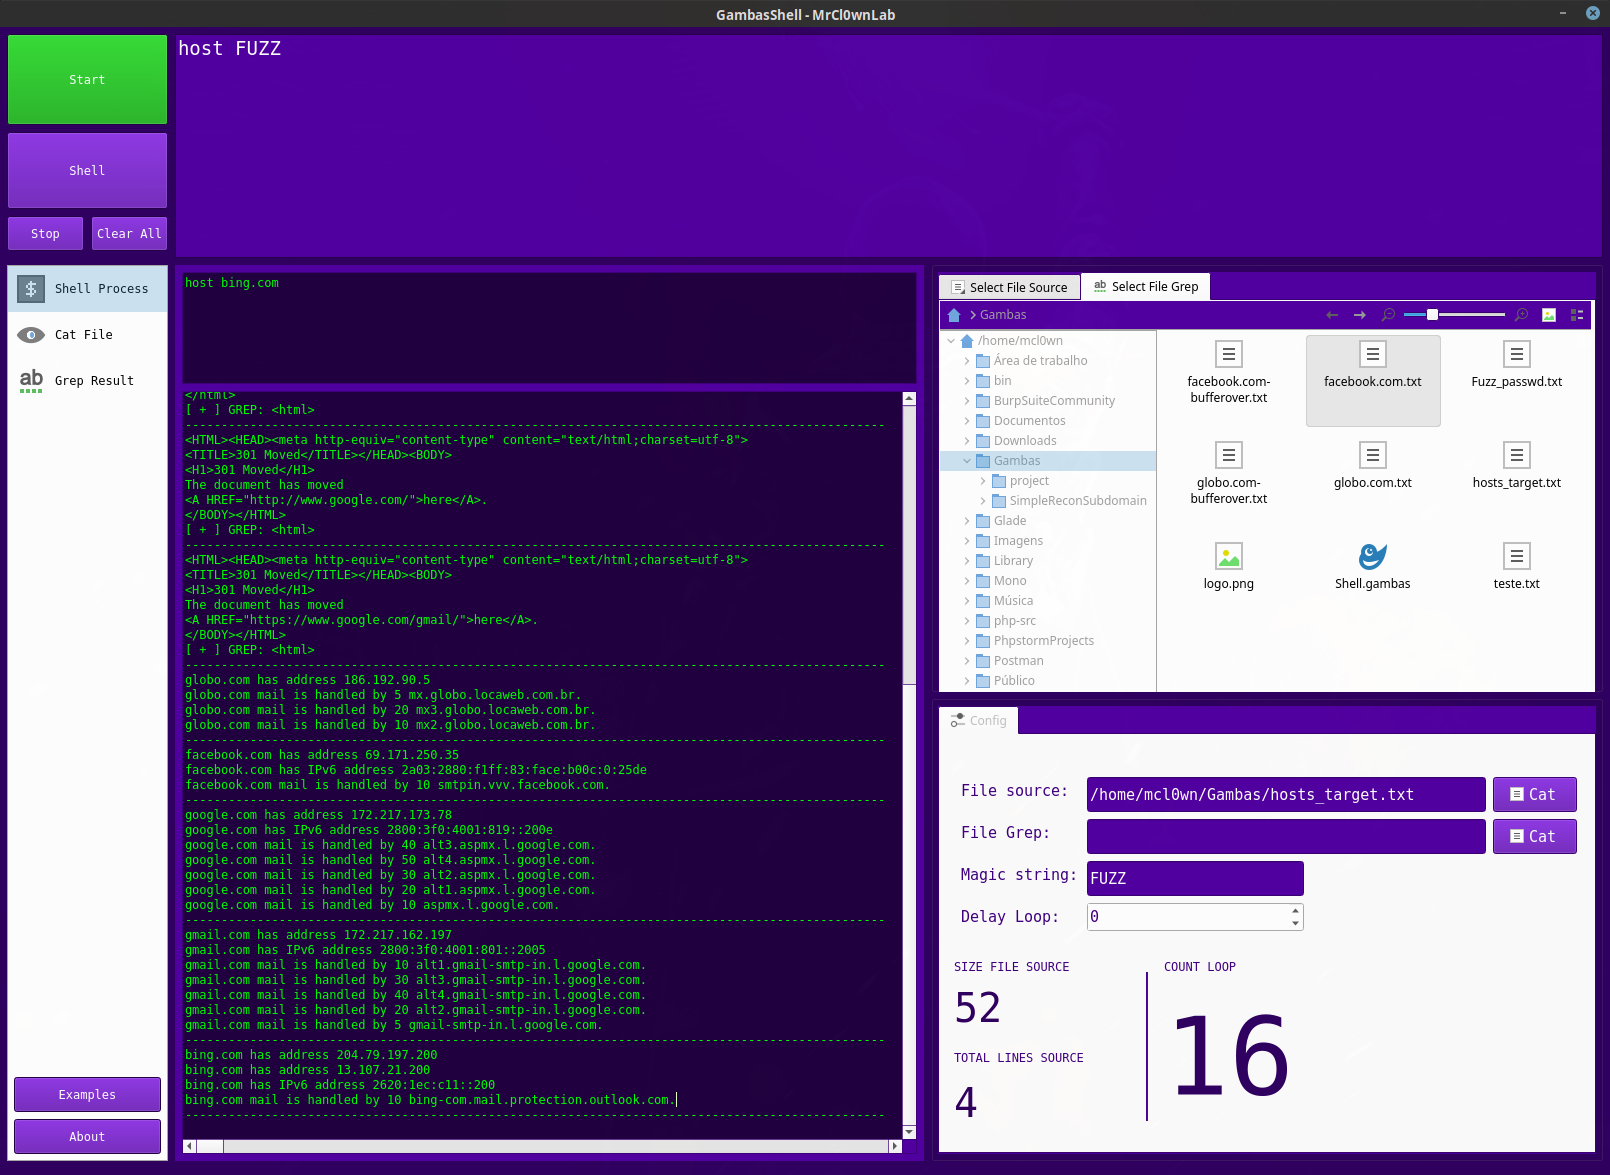 GambasShell - MrCl0wnLab
Start
host FUZZ
Shell
Stop
Clear All
$
Shell Process
Cat File
ab
Grep Result
Examples
About
host bing.com
</html>
[ + ] GREP: <html>
-------------------------------------------------------------------------------------------------
<HTML><HEAD><meta http-equiv="content-type" content="text/html;charset=utf-8">
<TITLE>301 Moved</TITLE></HEAD><BODY>
<H1>301 Moved</H1>
The document has moved
<A HREF="http://www.google.com/">here</A>.
</BODY></HTML>
[ + ] GREP: <html>
-------------------------------------------------------------------------------------------------
<HTML><HEAD><meta http-equiv="content-type" content="text/html;charset=utf-8">
<TITLE>301 Moved</TITLE></HEAD><BODY>
<H1>301 Moved</H1>
The document has moved
<A HREF="https://www.google.com/gmail/">here</A>.
</BODY></HTML>
[ + ] GREP: <html>
-------------------------------------------------------------------------------------------------
globo.com has address 186.192.90.5
globo.com mail is handled by 5 mx.globo.locaweb.com.br.
globo.com mail is handled by 20 mx3.globo.locaweb.com.br.
globo.com mail is handled by 10 mx2.globo.locaweb.com.br.
-------------------------------------------------------------------------------------------------
facebook.com has address 69.171.250.35
facebook.com has IPv6 address 2a03:2880:f1ff:83:face:b00c:0:25de
facebook.com mail is handled by 10 smtpin.vvv.facebook.com.
-------------------------------------------------------------------------------------------------
google.com has address 172.217.173.78
google.com has IPv6 address 2800:3f0:4001:819::200e
google.com mail is handled by 40 alt3.aspmx.l.google.com.
google.com mail is handled by 50 alt4.aspmx.l.google.com.
google.com mail is handled by 30 alt2.aspmx.l.google.com.
google.com mail is handled by 20 alt1.aspmx.l.google.com.
google.com mail is handled by 10 aspmx.l.google.com.
-------------------------------------------------------------------------------------------------
gmail.com has address 172.217.162.197
gmail.com has IPv6 address 2800:3f0:4001:801::2005
gmail.com mail is handled by 10 alt1.gmail-smtp-in.l.google.com.
gmail.com mail is handled by 30 alt3.gmail-smtp-in.l.google.com.
gmail.com mail is handled by 40 alt4.gmail-smtp-in.l.google.com.
gmail.com mail is handled by 20 alt2.gmail-smtp-in.l.google.com.
gmail.com mail is handled by 5 gmail-smtp-in.l.google.com.
-------------------------------------------------------------------------------------------------
bing.com has address 204.79.197.200
bing.com has address 13.107.21.200
bing.com has IPv6 address 2620:1ec:c11::200
bing.com mail is handled by 10 bing-com.mail.protection.outlook.com.
-------------------------------------------------------------------------------------------------
Select File Source
ab Select File Grep
Gambas
/home/mcl0wn
Área de trabalho
bin
BurpSuiteCommunity
Documentos
Downloads
Gambas
project
SimpleReconSubdomain
Glade
Imagens
Library
Mono
Música
php-src
PhpstormProjects
Postman
Público
facebook.com-
bufferover.txt
facebook.com.txt
Fuzz_passwd.txt
globo.com-
bufferover.txt
globo.com.txt
hosts_target.txt
logo.png
Shell.gambas
teste.txt
Config
File source: /home/mcl0wn/Gambas/hosts_target.txt Cat
File Grep: Cat
Magic string: FUZZ
Delay Loop: 0
SIZE FILE SOURCE
52
TOTAL LINES SOURCE
4
COUNT LOOP
16